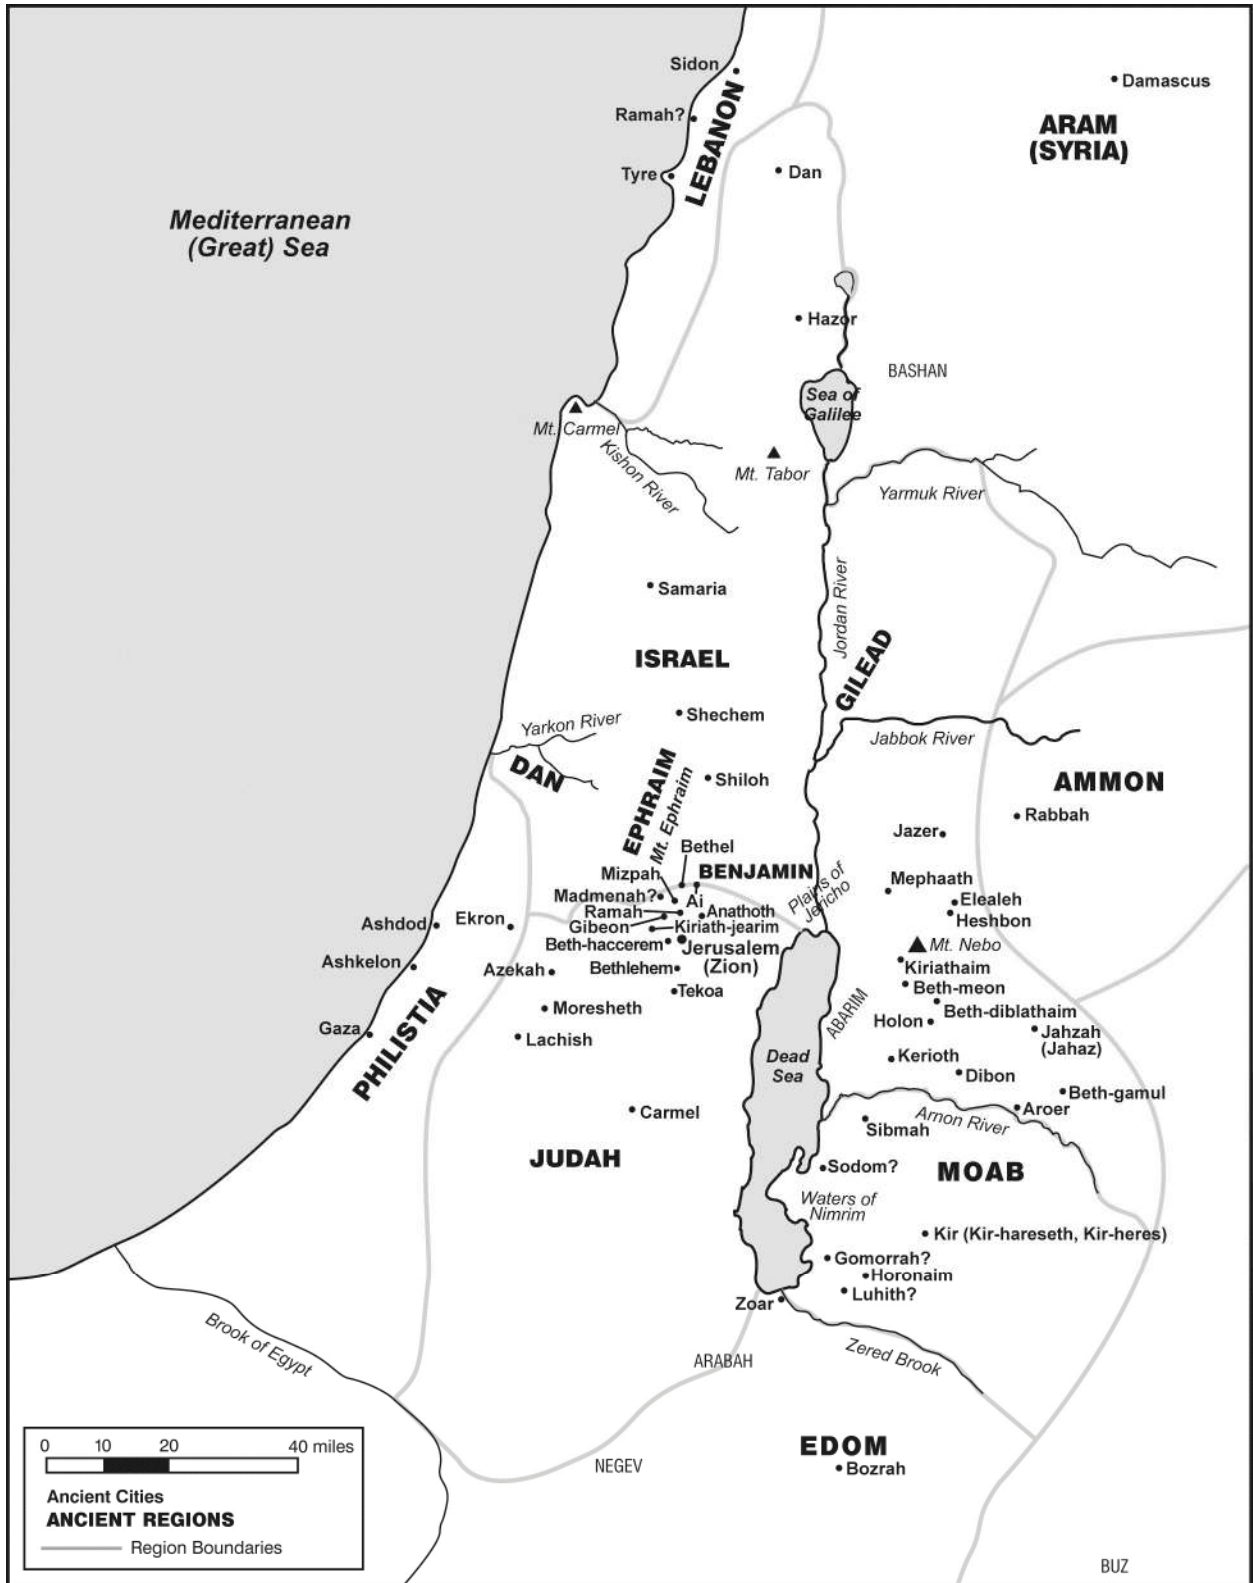 Sidon
Damascus
Ramah?
LEBANON
ARAM
(SYRIA)
Tyre
Dan
Mediterranean
(Great) Sea
Hazor
BASHAN
Sea of
Galilee
Mt. Carmel
Kishon River
Mt. Tabor
Yarmuk River
Jordan River
Samaria
ISRAEL
GILEAD
Shechem
Yarkon River
Jabbok River
DAN
EPHRAIM
Mt. Ephraim
Shiloh
AMMON
Rabbah
Jazer
Bethel
Mizpah
BENJAMIN
Plains of
Jericho
Mephaath
Madmenah?
Ai
Elealeh
Ramah
Anathoth
Heshbon
Ashdod
Ekron
Gibeon
Kiriath-jearim
Beth-haccerem
Jerusalem
(Zion)
Mt. Nebo
Ashkelon
Azekah
Bethlehem
Kiriathaim
Tekoa
Beth-meon
Moresheth
ABARIM
Beth-diblathaim
Holon
Gaza
PHILISTIA
Lachish
Jahzah
(Jahaz)
Dead
Sea
Kerioth
Dibon
Beth-gamul
Carmel
Aroer
Arnon River
Sibmah
JUDAH
Sodom?
MOAB
Waters of
Nimrim
Kir (Kir-hareseth, Kir-heres)
Gomorrah?
Horonaim
Luhith?
Zoar
Brook of Egypt
ARABAH
Zered Brook
EDOM
NEGEV
Bozrah
BUZ
0 10 20 40 miles
Ancient Cities
ANCIENT REGIONS
Region Boundaries